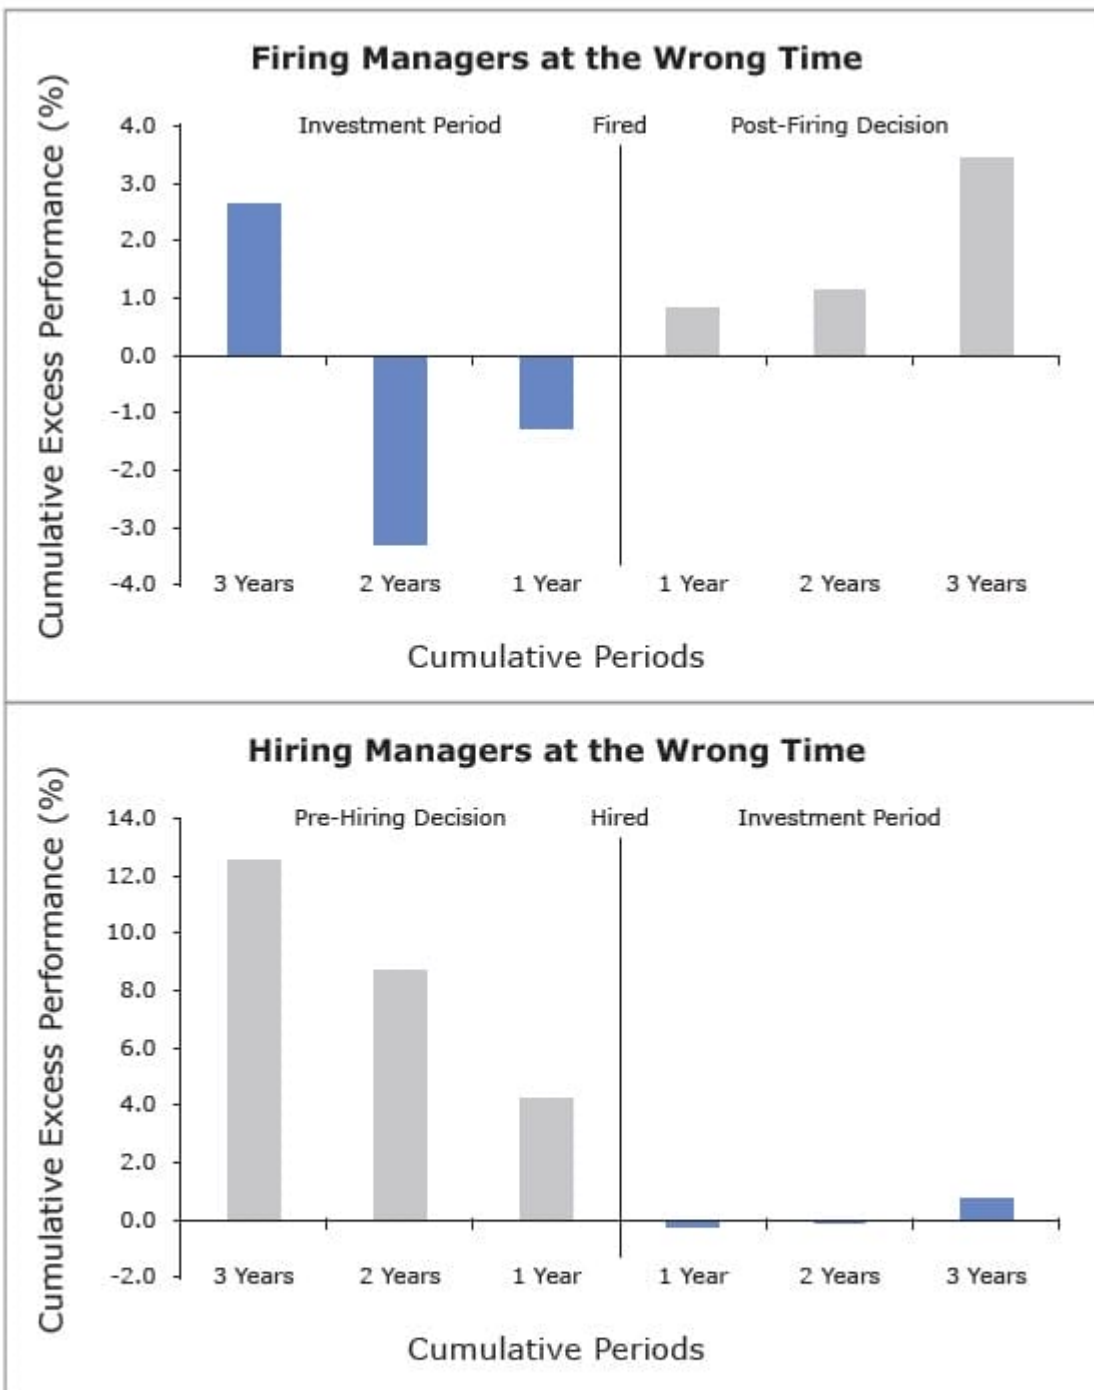 Firing Managers at the Wrong Time
Cumulative Excess Performance (%)
Investment Period Fired Post-Firing Decision
4.0
3.0
2.0
1.0
0.0
-1.0
-2.0
-3.0
-4.0
3 Years 2 Years 1 Year 1 Year 2 Years 3 Years
Cumulative Periods
Hiring Managers at the Wrong Time
Cumulative Excess Performance (%)
Pre-Hiring Decision Hired Investment Period
14.0
12.0
10.0
8.0
6.0
4.0
2.0
0.0
-2.0
3 Years 2 Years 1 Year 1 Year 2 Years 3 Years
Cumulative Periods